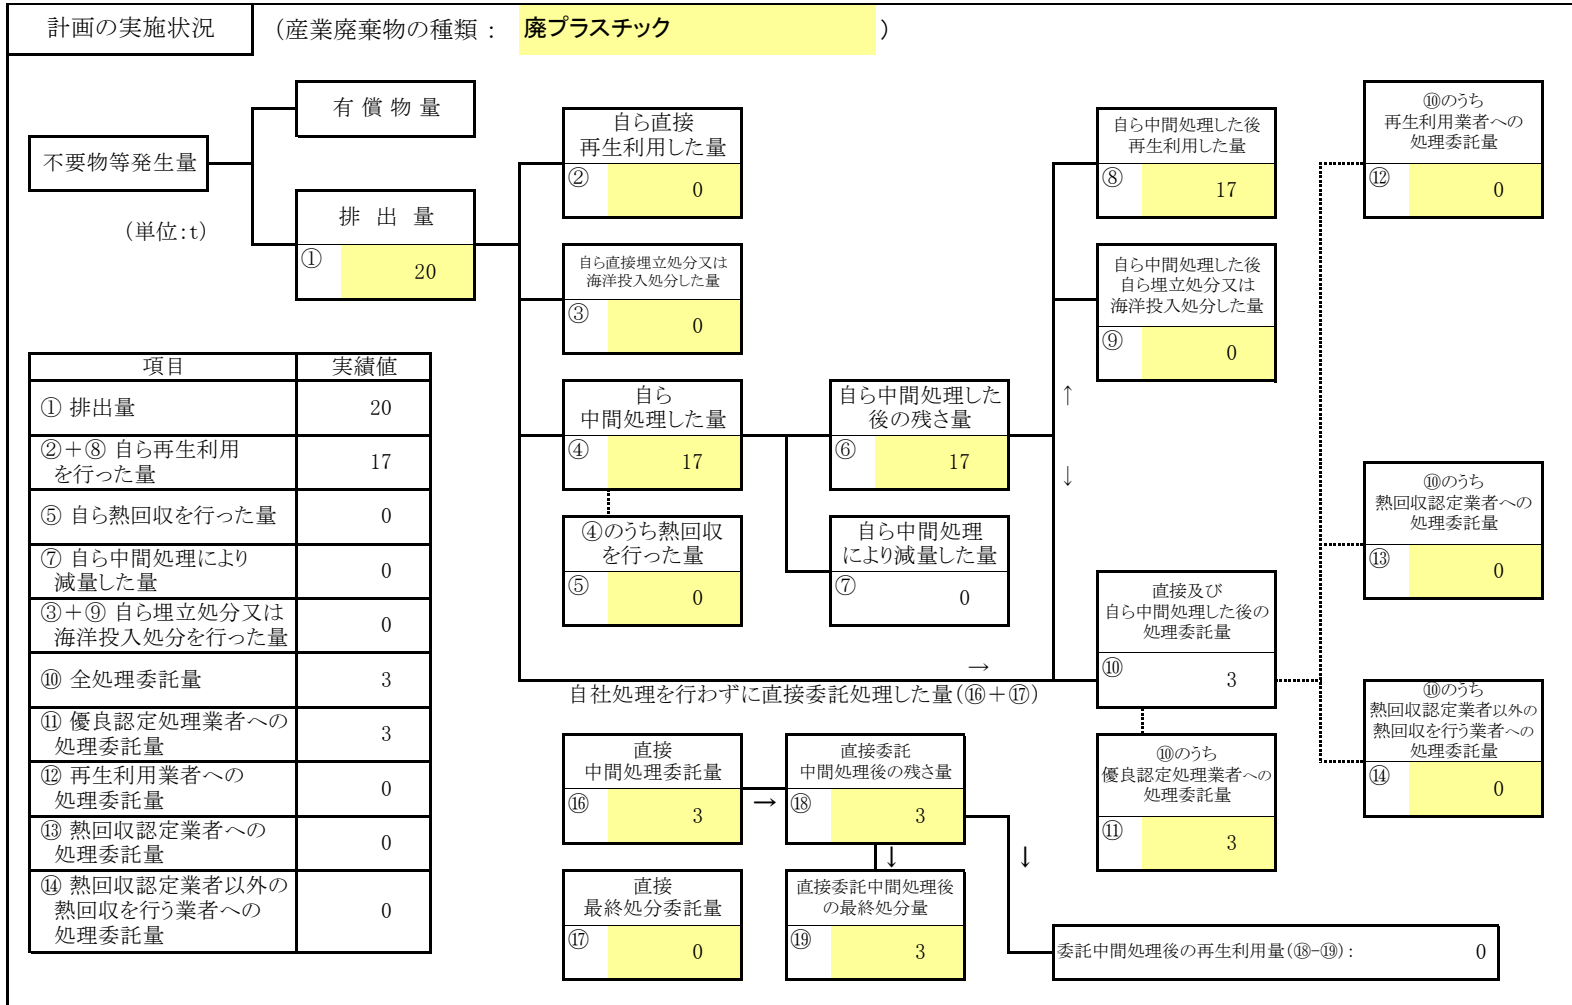 計画の実施状況
(産業廃棄物の種類： 廃プラスチック )
不要物等発生量
(単位:t)
有 償 物 量
排 出 量
① 20
自ら直接
再生利用した量
② 0
自ら直接埋立処分又は
海洋投入処分した量
③ 0
自ら
中間処理した量
④ 17
④のうち熱回収
を行った量
⑤ 0
自ら中間処理した
後の残さ量
⑥ 17
自ら中間処理
により減量した量
⑦ 0
自ら中間処理した後
再生利用した量
⑧ 17
自ら中間処理した後
自ら埋立処分又は
海洋投入処分した量
⑨ 0
↑
↓
直接及び
自ら中間処理した後の
処理委託量
⑩ 3
⑩のうち
優良認定処理業者への
処理委託量
⑪ 3
⑩のうち
再生利用業者への
処理委託量
⑫ 0
⑩のうち
熱回収認定業者への
処理委託量
⑬ 0
⑩のうち
熱回収認定業者以外の
熱回収を行う業者への
処理委託量
⑭ 0
→
自社処理を行わずに直接委託処理した量(⑯＋⑰)
直接
中間処理委託量
⑯ 3
→
直接委託
中間処理後の残さ量
⑱ 3
↓
↓
直接
最終処分委託量
⑰ 0
直接委託中間処理後
の最終処分量
⑲ 3
委託中間処理後の再生利用量(⑱-⑲)： 0
項目 実績値
① 排出量 20
②＋⑧ 自ら再生利用
を行った量 17
⑤ 自ら熱回収を行った量 0
⑦ 自ら中間処理により
減量した量 0
③＋⑨ 自ら埋立処分又は
海洋投入処分を行った量 0
⑩ 全処理委託量 3
⑪ 優良認定処理業者への
処理委託量 3
⑫ 再生利用業者への
処理委託量 0
⑬ 熱回収認定業者への
処理委託量 0
⑭ 熱回収認定業者以外の
熱回収を行う業者への
処理委託量 0